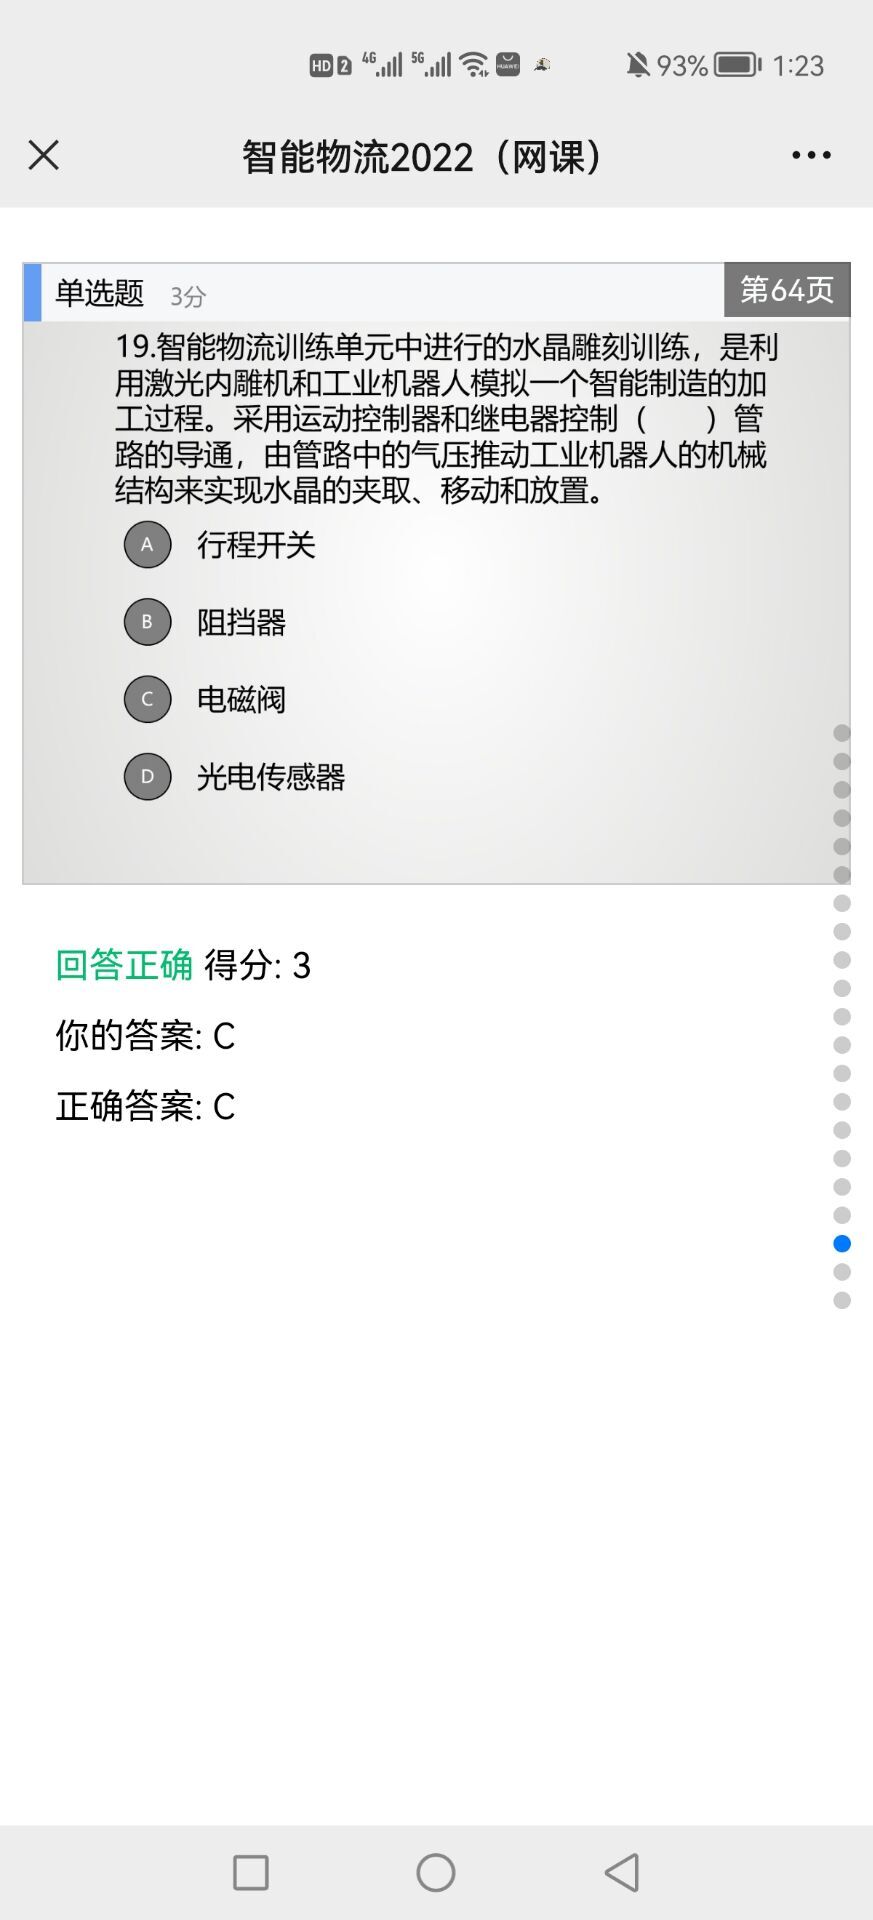 HD 2 4G 5G HUAWEI 93% 1:23
智能物流2022（网课）
单选题 3分 第64页
19.智能物流训练单元中进行的水晶雕刻训练，是利
用激光内雕机和工业机器人模拟一个智能制造的加
工过程。采用运动控制器和继电器控制（ ）管
路的导通，由管路中的气压推动工业机器人的机械
结构来实现水晶的夹取、移动和放置。
A 行程开关
B 阻挡器
C 电磁阀
D 光电传感器
回答正确 得分: 3
你的答案: C
正确答案: C